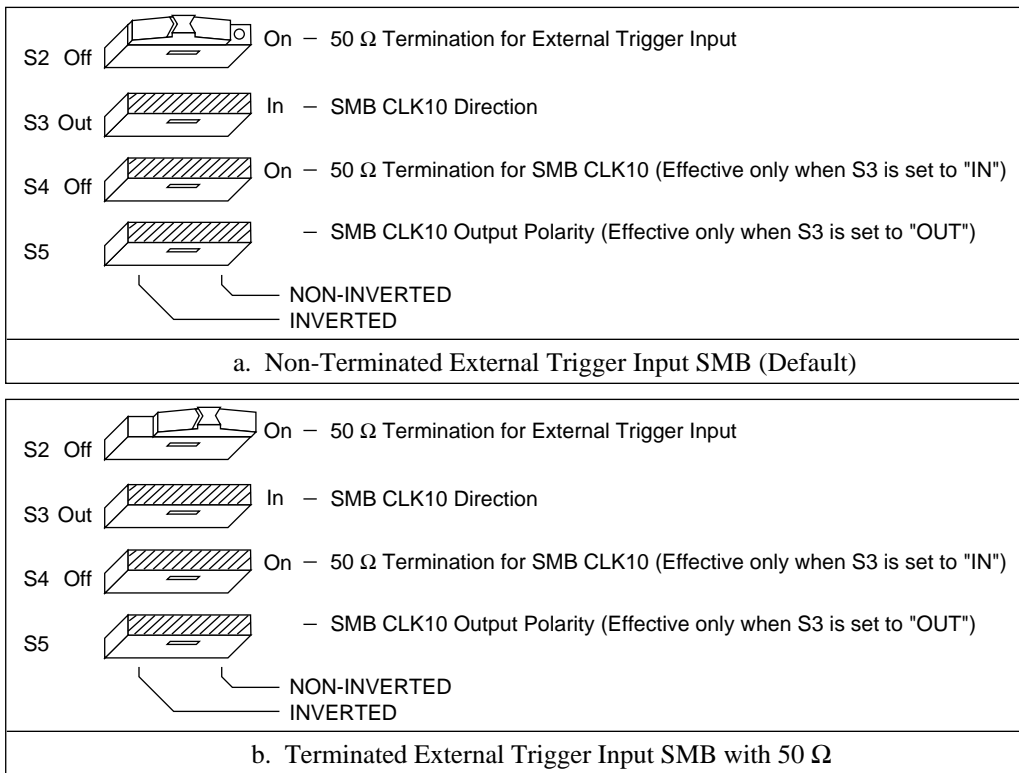 S2 Off On – 50 Ω Termination for External Trigger Input
S3 Out In – SMB CLK10 Direction
S4 Off On – 50 Ω Termination for SMB CLK10 (Effective only when S3 is set to "IN")
S5 – SMB CLK10 Output Polarity (Effective only when S3 is set to "OUT")
NON-INVERTED
INVERTED
a. Non-Terminated External Trigger Input SMB (Default)
S2 Off On – 50 Ω Termination for External Trigger Input
S3 Out In – SMB CLK10 Direction
S4 Off On – 50 Ω Termination for SMB CLK10 (Effective only when S3 is set to "IN")
S5 – SMB CLK10 Output Polarity (Effective only when S3 is set to "OUT")
NON-INVERTED
INVERTED
b. Terminated External Trigger Input SMB with 50 Ω